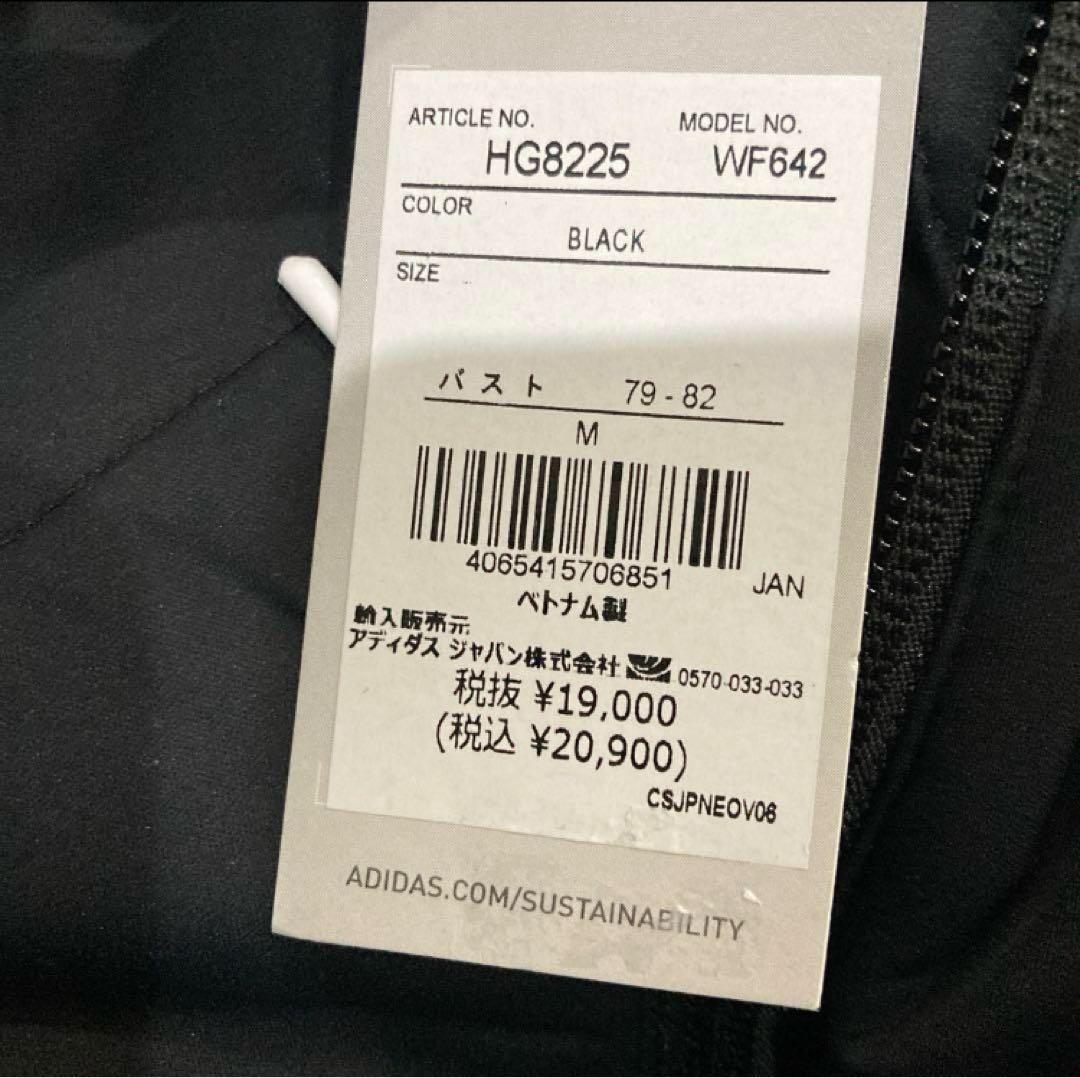 ARTICLE NO. MODEL NO.
HG8225 WF642
COLOR
BLACK
SIZE
バスト 79-82
M
4065415706851 JAN
ベトナム製
輸入販売元
アディダス ジャパン株式会社 0570-033-033
税抜 ¥19,000
(税込 ¥20,900)
CSJPNEOV06
ADIDAS.COM/SUSTAINABILITY